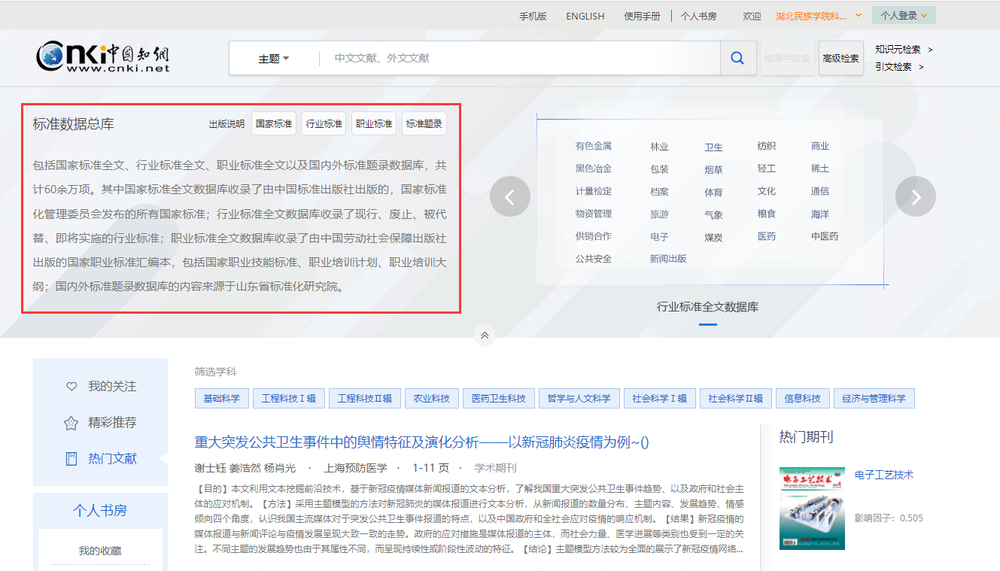 手机版 ENGLISH 使用手册 个人书房 欢迎 湖北民族学院科... 个人登录
Cnki中国知网
www.cnki.net
主题 中文文献、外文文献 结果中检索 高级检索
知识元检索 >
引文检索 >
标准数据总库 出版说明 国家标准 行业标准 职业标准 标准题录
包括国家标准全文、行业标准全文、职业标准全文以及国内外标准题录数据库，共
计60余万项。其中国家标准全文数据库收录了由中国标准出版社出版的，国家标准
化管理委员会发布的所有国家标准；行业标准全文数据库收录了现行、废止、被代
替、即将实施的行业标准；职业标准全文数据库收录了由中国劳动社会保障出版社
出版的国家职业标准汇编本，包括国家职业技能标准、职业培训计划、职业培训大
纲；国内外标准题录数据库的内容来源于山东省标准化研究院。
有色金属 林业 卫生 纺织 商业
黑色冶金 包装 烟草 轻工 稀土
计量检定 档案 体育 文化 通信
物资管理 旅游 气象 粮食 海洋
供销合作 电子 煤炭 医药 中医药
公共安全 新闻出版
行业标准全文数据库
我的关注
精彩推荐
热门文献
个人书房
我的收藏
筛选学科
基础科学 工程科技Ⅰ辑 工程科技Ⅱ辑 农业科技 医药卫生科技 哲学与人文科学 社会科学Ⅰ辑 社会科学Ⅱ辑 信息科技 经济与管理科学
重大突发公共卫生事件中的舆情特征及演化分析——以新冠肺炎疫情为例~()
谢士钰 姜浩然 杨肖光 · 上海预防医学 · 1-11 页 · 学术期刊
【目的】本文利用文本挖掘前沿技术，基于新冠疫情媒体新闻报道的文本分析，了解我国重大突发公共卫生事件趋势、以及政府和社会主
体的应对机制。【方法】采用主题模型的方法对新冠肺炎的媒体报道进行文本分析，从新闻报道的数量分布、主题内容、发展趋势、情感
倾向四个角度，认识我国主流媒体对于突发公共卫生事件报道的特点，以及中国政府和全社会应对疫情的响应机制。【结果】新冠疫情的
媒体报道与新闻评论与疫情发展呈现大致一致的走势。政府的应对措施是媒体报道的主体，而社会力量、医学进展等类别也受到一定的关
注。不同主题的发展趋势也由于其属性不同，而呈现持续性或阶段性波动的特征。【结论】主题模型方法较为全面的展示了新冠疫情网络...
热门期刊
电子工艺技术
电子工艺技术
影响因子：0.505